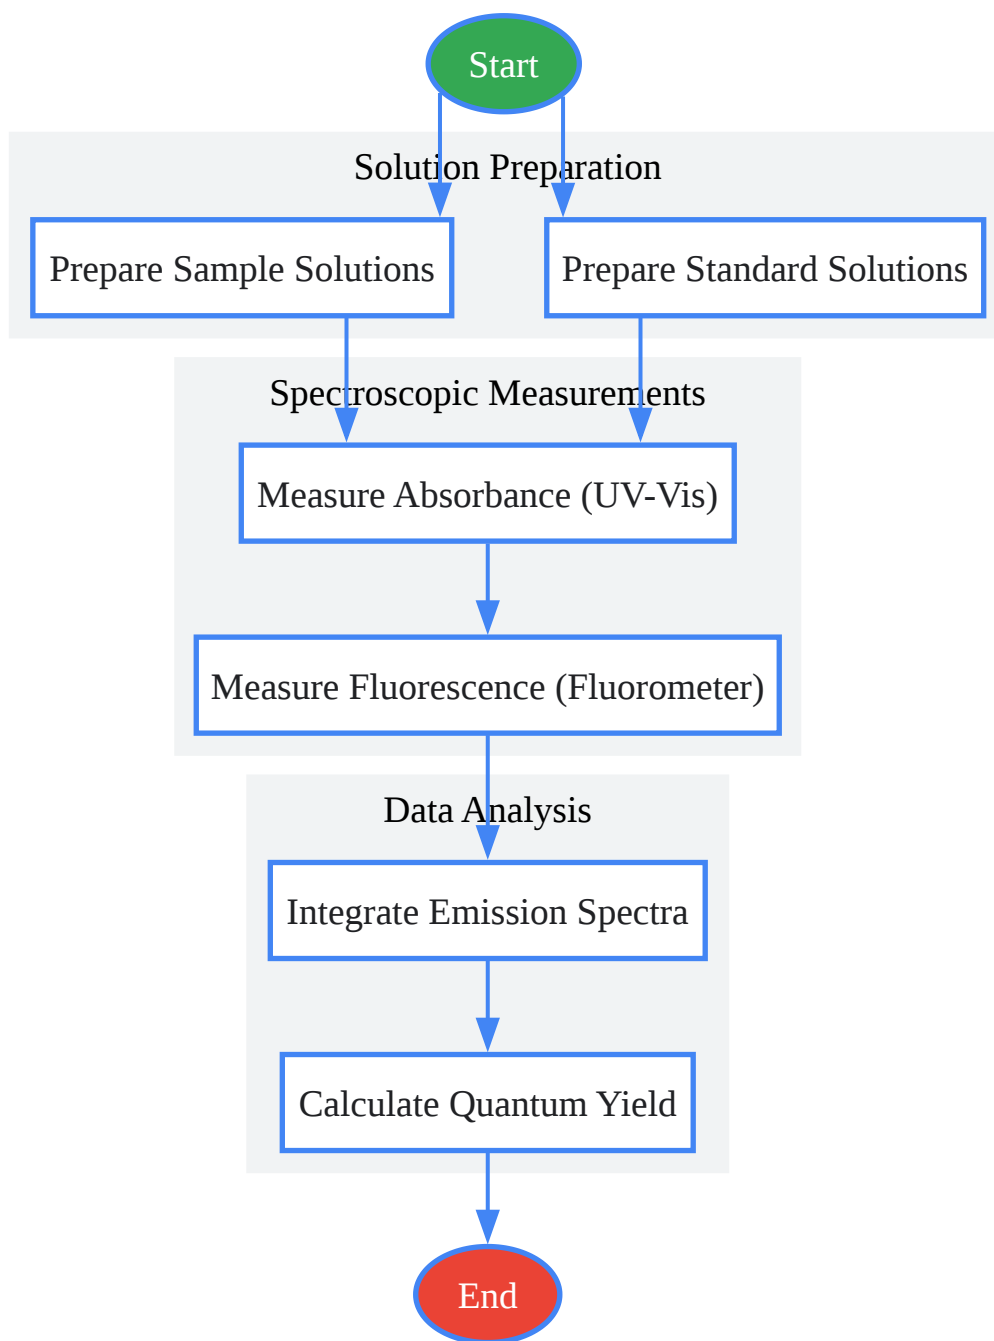 Start
Solution Preparation
Prepare Sample Solutions
Prepare Standard Solutions
Spectroscopic Measurements
Measure Absorbance (UV-Vis)
Measure Fluorescence (Fluorometer)
Data Analysis
Integrate Emission Spectra
Calculate Quantum Yield
End